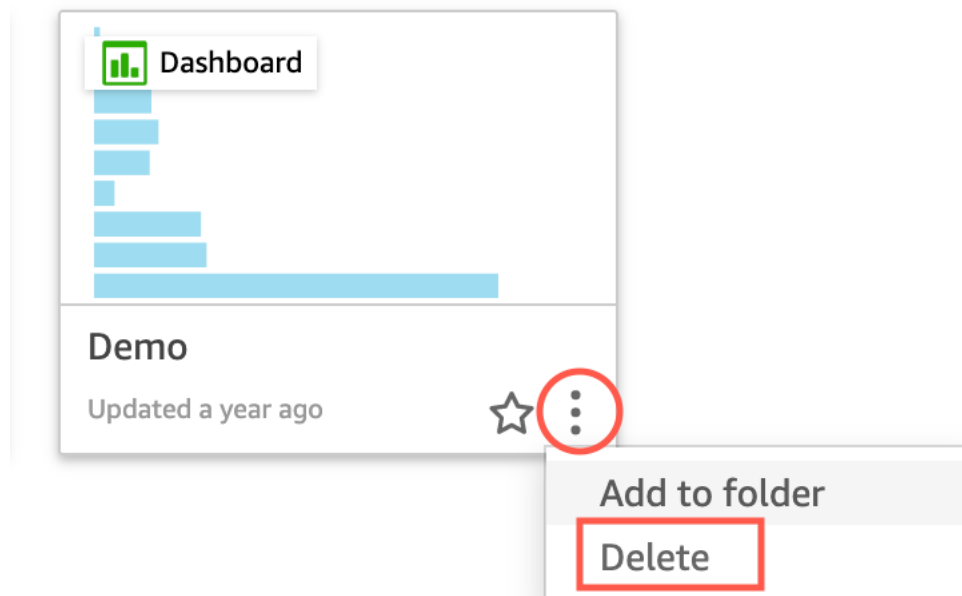 Dashboard
Demo
Updated a year ago
Add to folder
Delete